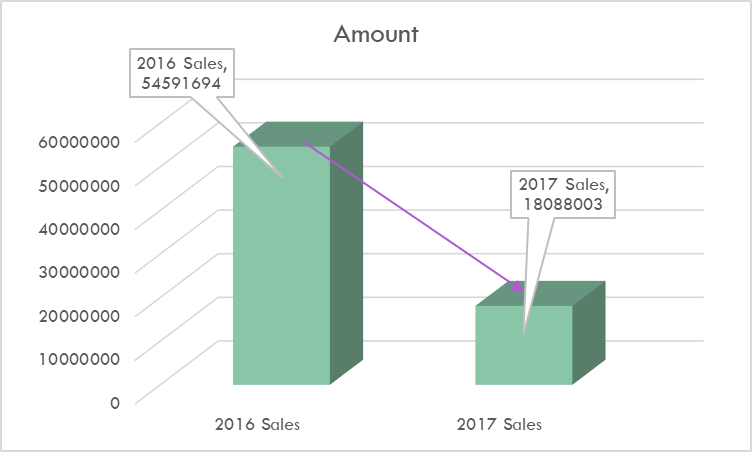 Amount
2016 Sales,
54591694
2017 Sales,
18088003
60000000
50000000
40000000
30000000
20000000
10000000
0
2016 Sales
2017 Sales